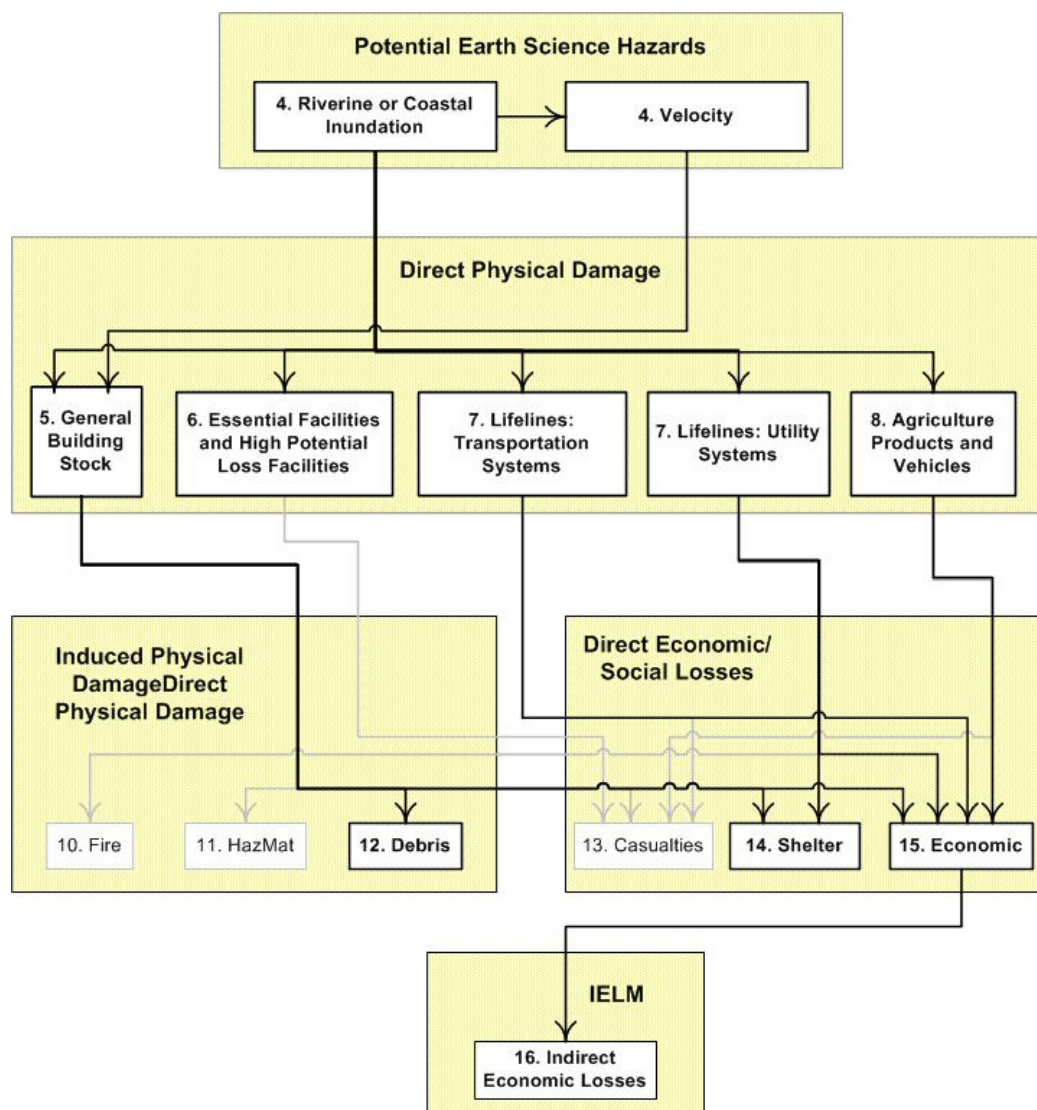 Potential Earth Science Hazards
4. Riverine or Coastal
Inundation
4. Velocity
Direct Physical Damage
5. General
Building
Stock
6. Essential Facilities
and High Potential
Loss Facilities
7. Lifelines:
Transportation
Systems
7. Lifelines: Utility
Systems
8. Agriculture
Products and
Vehicles
Induced Physical
DamageDirect
Physical Damage
Direct Economic/
Social Losses
10. Fire
11. HazMat
12. Debris
13. Casualties
14. Shelter
15. Economic
IELM
16. Indirect
Economic Losses